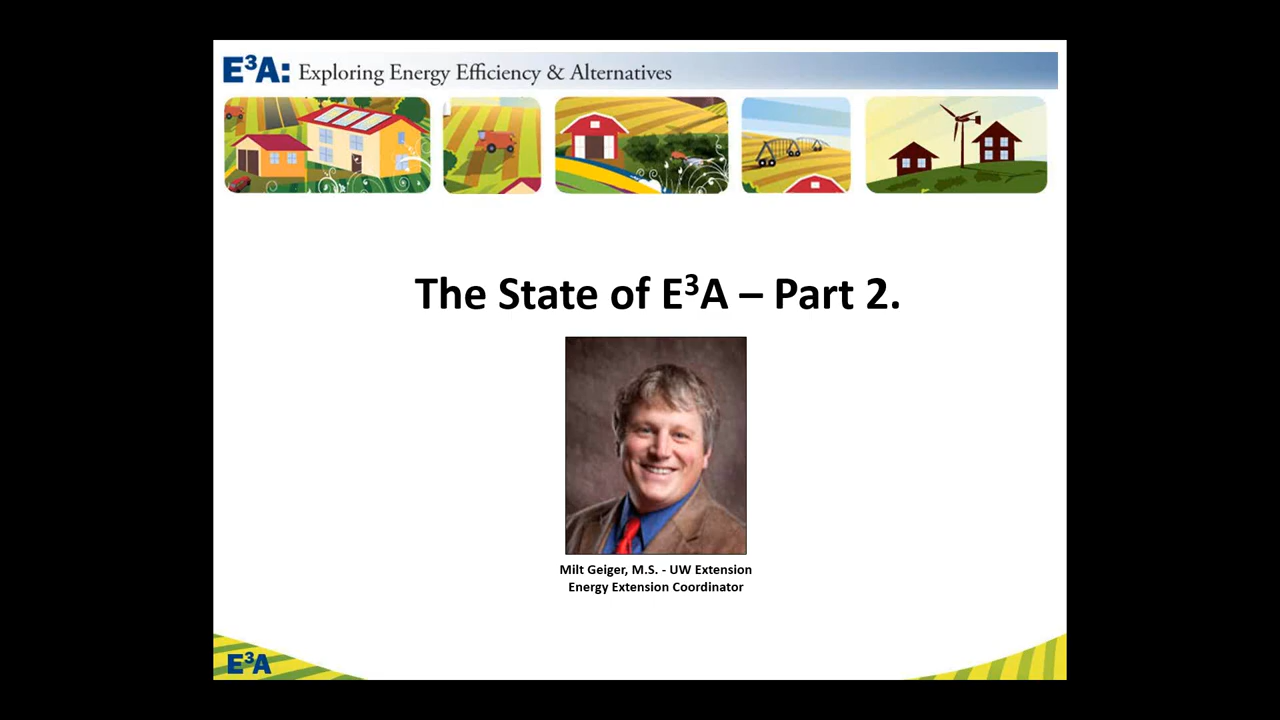 E³A: Exploring Energy Efficiency & Alternatives
The State of E³A – Part 2.
Milt Geiger, M.S. - UW Extension
Energy Extension Coordinator
E³A